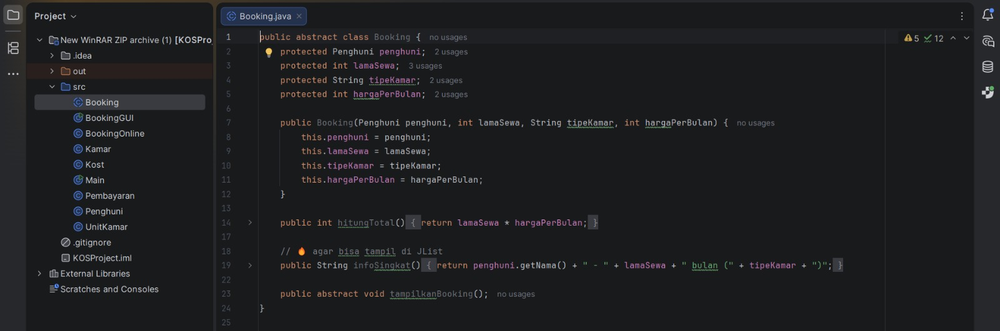 Project
New WinRAR ZIP archive (1) [KOSProj
.idea
out
src
Booking
BookingGUI
BookingOnline
Kamar
Kost
Main
Pembayaran
Penghuni
UnitKamar
.gitignore
KOSProject.iml
External Libraries
Scratches and Consoles
Booking.java
5 12
1 public abstract class Booking { no usages
2 protected Penghuni penghuni; 2 usages
3 protected int lamaSewa; 3 usages
4 protected String tipeKamar; 2 usages
5 protected int hargaPerBulan; 2 usages
6
7 public Booking(Penghuni penghuni, int lamaSewa, String tipeKamar, int hargaPerBulan) { no usages
8 this.penghuni = penghuni;
9 this.lamaSewa = lamaSewa;
10 this.tipeKamar = tipeKamar;
11 this.hargaPerBulan = hargaPerBulan;
12 }
13
14 public int hitungTotal() { return lamaSewa * hargaPerBulan; }
17
18 // 🔥 agar bisa tampil di JList
19 public String infoSingkat() { return penghuni.getNama() + " - " + lamaSewa + " bulan (" + tipeKamar + ")"; }
22
23 public abstract void tampilkanBooking(); no usages
24 }
25